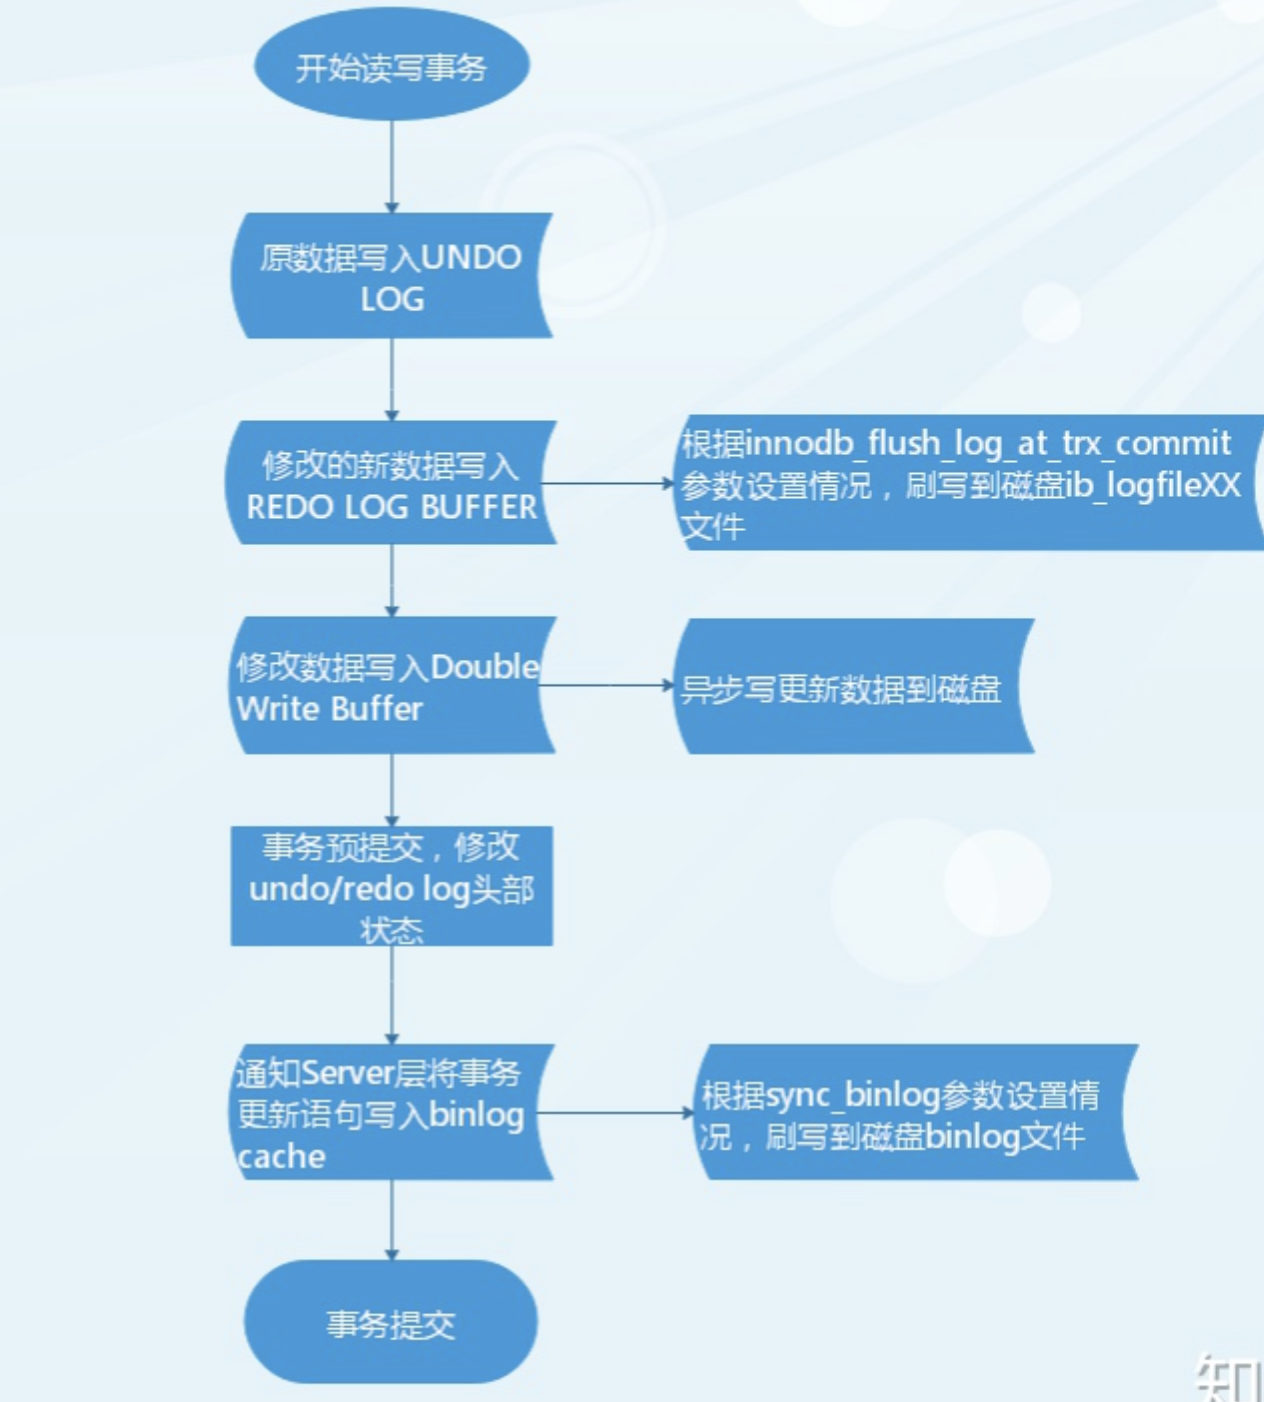 开始读写事务
原数据写入UNDO
LOG
修改的新数据写入
REDO LOG BUFFER
根据innodb_flush_log_at_trx_commit
参数设置情况，刷写到磁盘ib_logfileXX
文件
修改数据写入Double
Write Buffer
异步写更新数据到磁盘
事务预提交，修改
undo/redo log头部
状态
通知Server层将事务
更新语句写入binlog
cache
根据sync_binlog参数设置情
况，刷写到磁盘binlog文件
事务提交
知